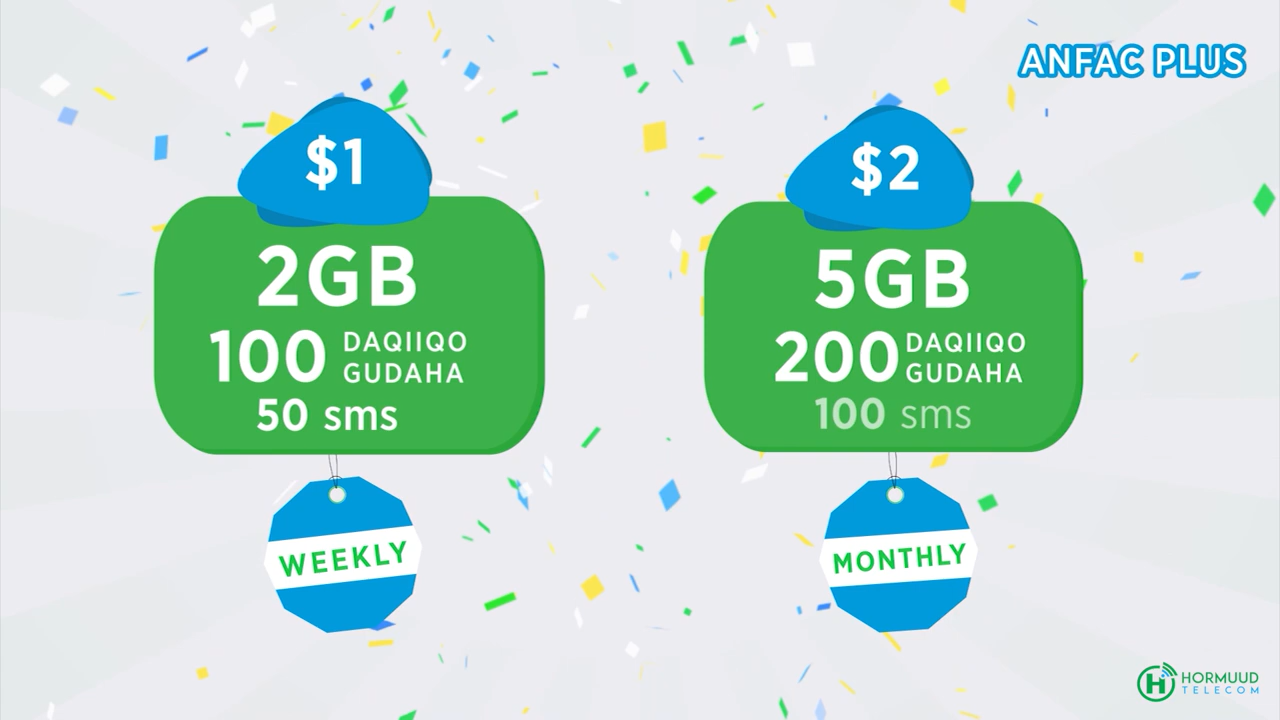 ANFAC PLUS
$1
2GB
100 DAQIIQO
GUDAHA
50 sms
WEEKLY
$2
5GB
200 DAQIIQO
GUDAHA
100 sms
MONTHLY
HORMUUD
TELECOM